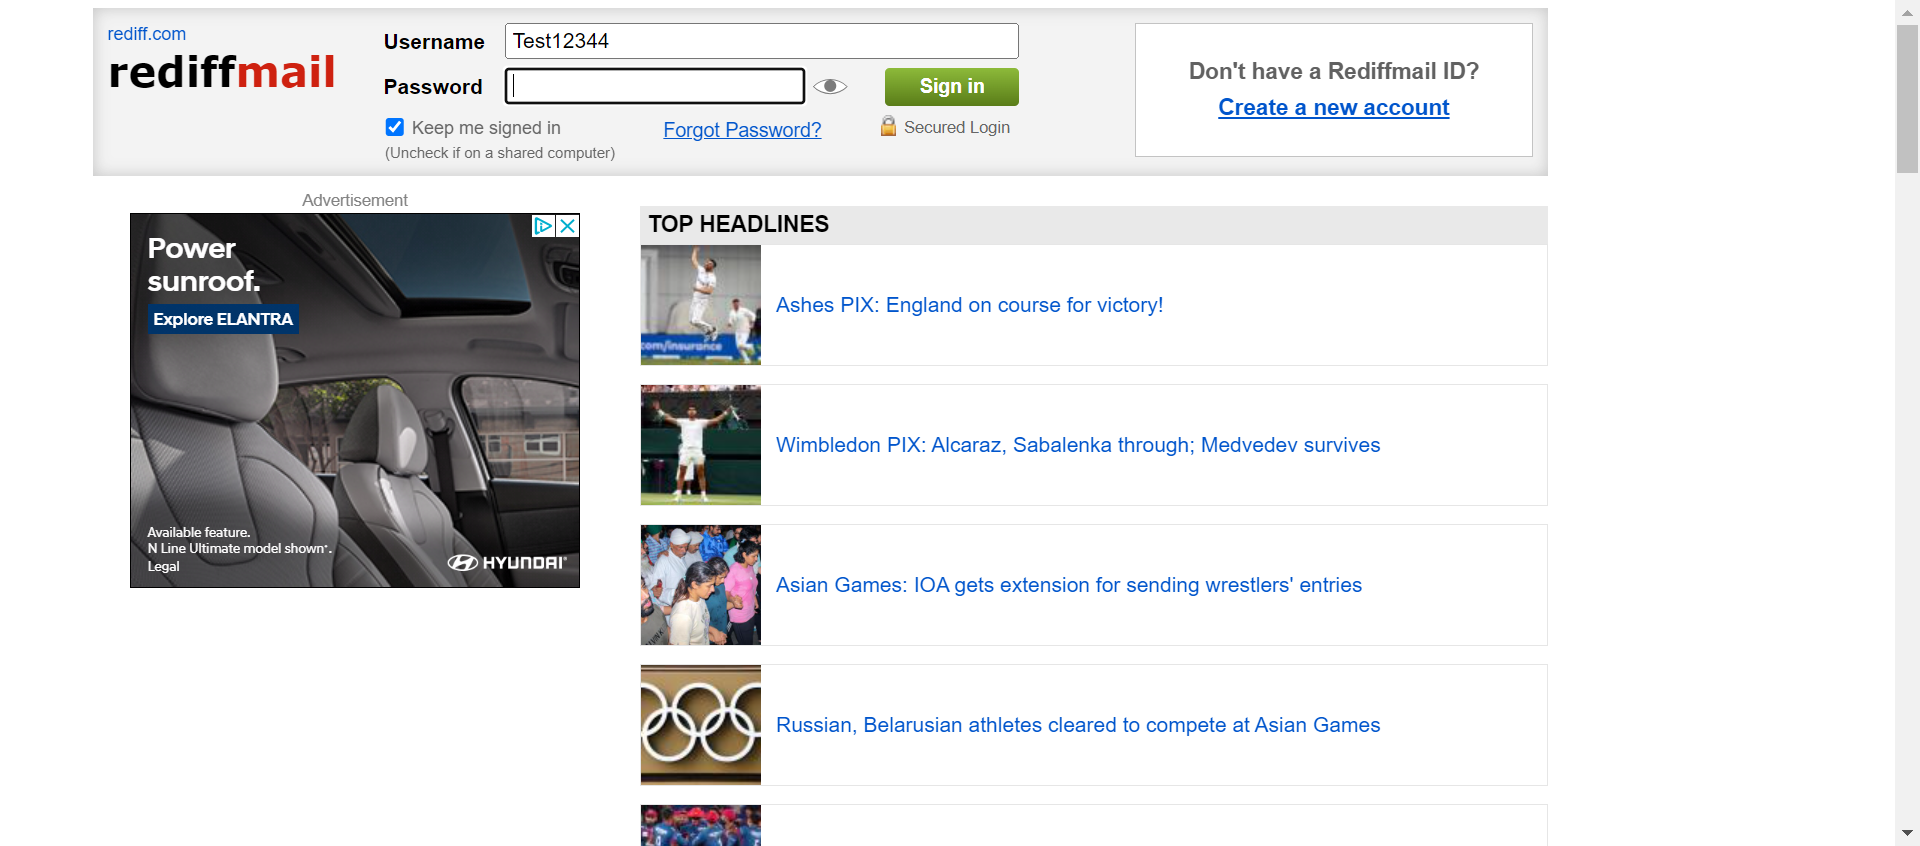 rediff.com
rediffmail
Username
Test12344
Password
Sign in
Keep me signed in
(Uncheck if on a shared computer)
Forgot Password?
Secured Login
Don't have a Rediffmail ID?
Create a new account
Advertisement
Power
sunroof.
Explore ELANTRA
Available feature.
N Line Ultimate model shown*.
Legal
HYUNDAI
TOP HEADLINES
com/insurance
Ashes PIX: England on course for victory!
Wimbledon PIX: Alcaraz, Sabalenka through; Medvedev survives
Asian Games: IOA gets extension for sending wrestlers' entries
Russian, Belarusian athletes cleared to compete at Asian Games